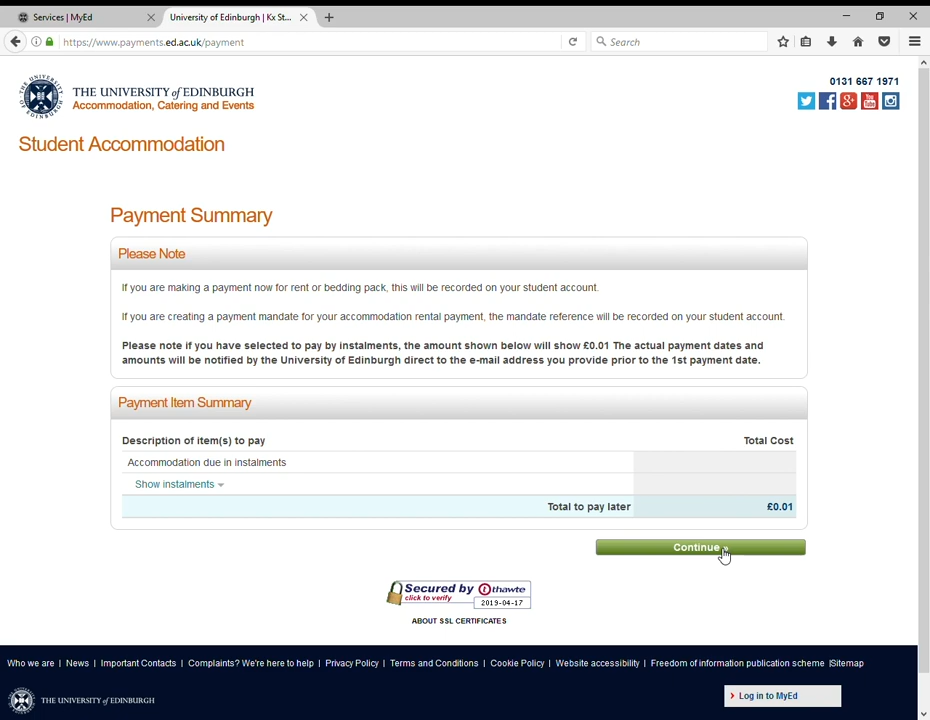 Services | MyEd
University of Edinburgh | Kx St...
https://www.payments.ed.ac.uk/payment
Search
THE UNIVERSITY of EDINBURGH
Accommodation, Catering and Events
0131 667 1971
Student Accommodation
Payment Summary
Please Note
If you are making a payment now for rent or bedding pack, this will be recorded on your student account.
If you are creating a payment mandate for your accommodation rental payment, the mandate reference will be recorded on your student account.
Please note if you have selected to pay by instalments, the amount shown below will show £0.01 The actual payment dates and
amounts will be notified by the University of Edinburgh direct to the e-mail address you provide prior to the 1st payment date.
Payment Item Summary
Description of item(s) to pay Total Cost
Accommodation due in instalments
Show instalments
Total to pay later £0.01
Continue »
Secured by thawte
click to verify 2019-04-17
ABOUT SSL CERTIFICATES
Who we are | News | Important Contacts | Complaints? We're here to help | Privacy Policy | Terms and Conditions | Cookie Policy | Website accessibility | Freedom of information publication scheme |Sitemap
THE UNIVERSITY of EDINBURGH
Log in to MyEd